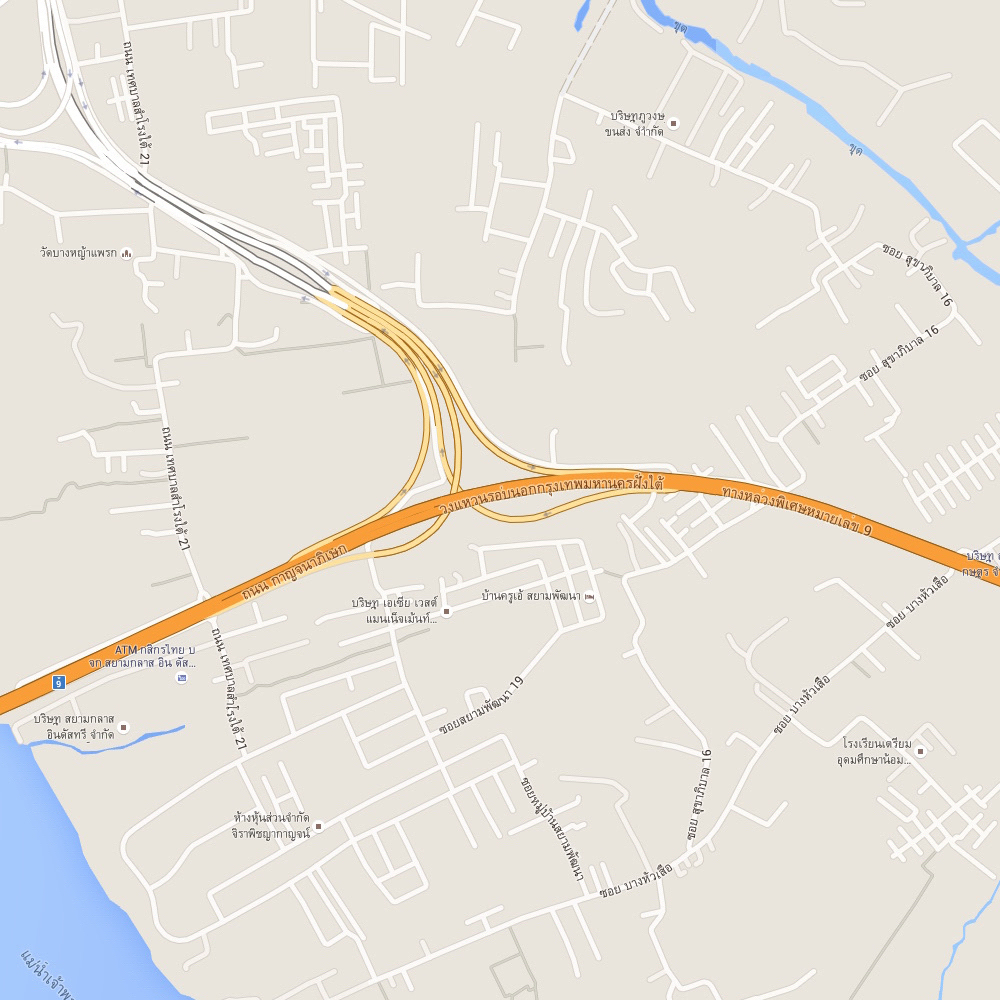 ขุด
ถนน เทศบาลสำโรงใต้ 21
บริษทภูวงษ
ขนส่ง จำกัด
ขุด
วัดบางหญ้าแพรก
ซอย สุขาภิบาล 16
ซอย สุขาภิบาล 16
ถนน เทศบาลสำโรงใต้ 21
วงแหวนรอบนอกกรุงเทพมหานครฝั่งใต้
ทางหลวงพิเศษหมายเลข 9
ถนน กาญจนาภิเษก
บริษท เอเซีย เวสต์
แมนเน็จเม้นท์...
บ้านครูเอ้ สยามพัฒนา
ซอย บางหัวเสือ
ATM กสิกรไทย บ
จก.สยามกลาส อิน ดัส...
9
ถนน เทศบาลสำโรงใต้ 21
บริษท สยามกลาส
อินดัสทรี จำกัด
ซอยสยามพัฒนา 19
ซอย บางหัวเสือ
โรงเรียนเตรียม
อุดมศึกษาน้อม...
ซอย สุขาภิบาล 16
ซอยหมู่บ้านสยามพัฒนา
ห้างหุ้นส่วนจำกัด
จิราพิชญากาญจน์
ซอย บางหัวเสือ